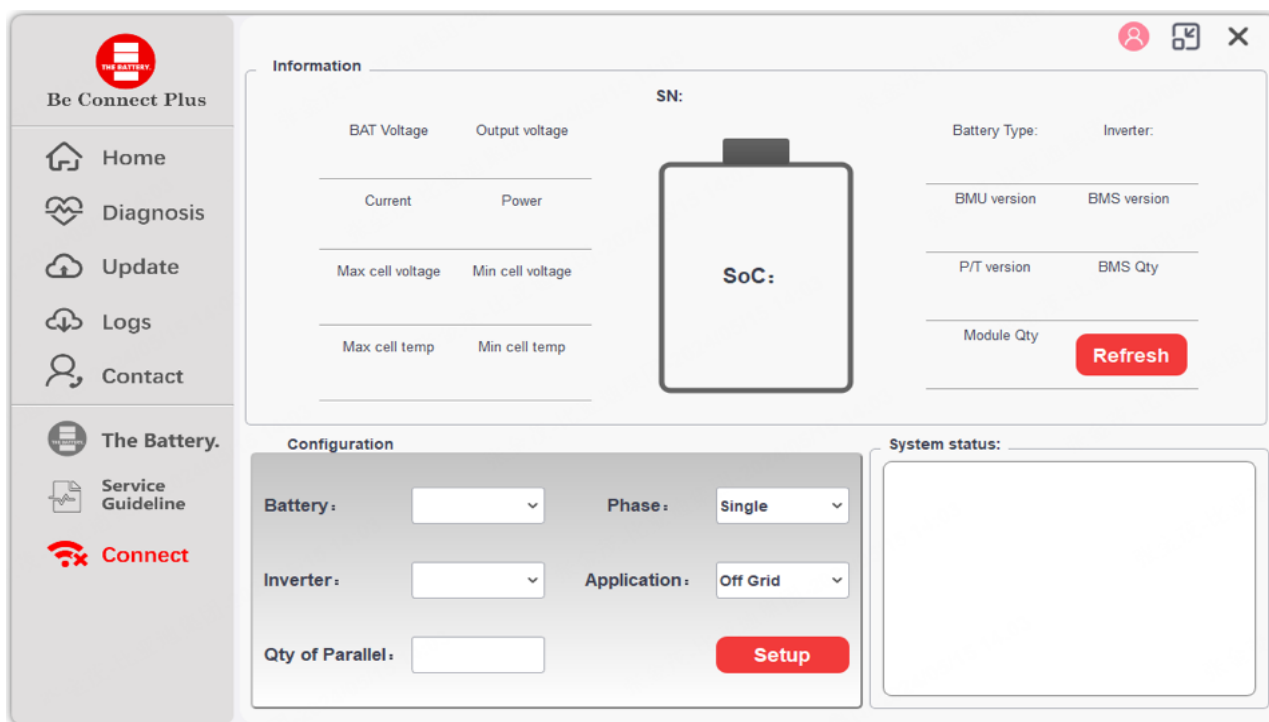 THE BATTERY.
Be Connect Plus
Home
Diagnosis
Update
Logs
Contact
The Battery.
Service
Guideline
Connect
Information
SN:
BAT Voltage
Output voltage
Current
Power
Max cell voltage
Min cell voltage
Max cell temp
Min cell temp
SoC：
Battery Type:
Inverter:
BMU version
BMS version
P/T version
BMS Qty
Module Qty
Refresh
Configuration
Battery：
Phase：
Single
Inverter：
Application：
Off Grid
Qty of Parallel：
Setup
System status: